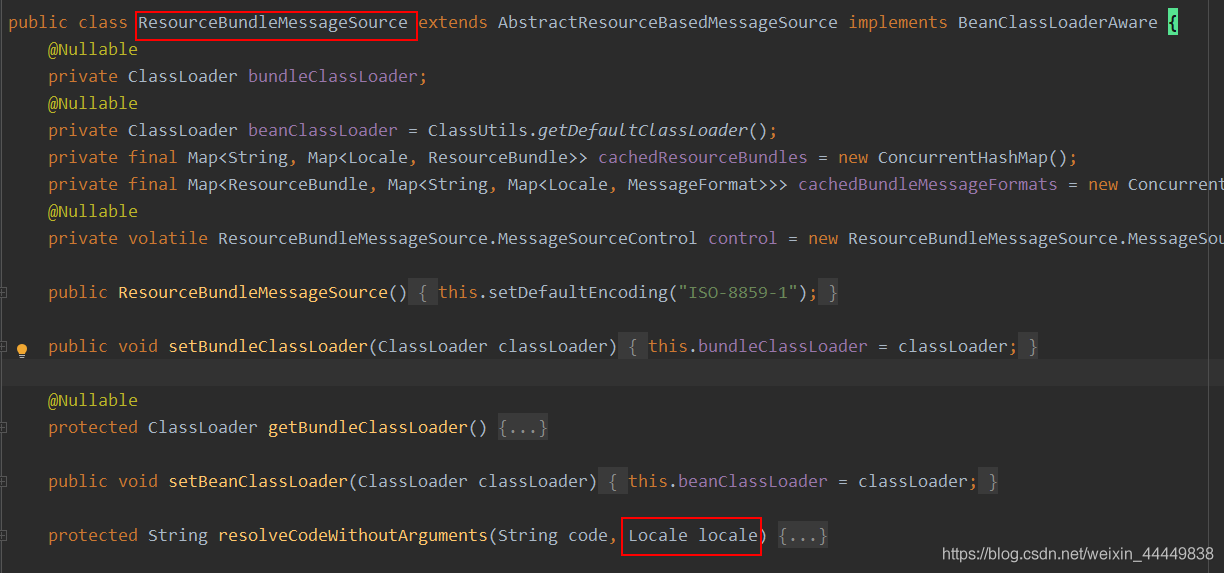 public class ResourceBundleMessageSource extends AbstractResourceBasedMessageSource implements BeanClassLoaderAware {
@Nullable
private ClassLoader bundleClassLoader;
@Nullable
private ClassLoader beanClassLoader = ClassUtils.getDefaultClassLoader();
private final Map<String, Map<Locale, ResourceBundle>> cachedResourceBundles = new ConcurrentHashMap();
private final Map<ResourceBundle, Map<String, Map<Locale, MessageFormat>>> cachedBundleMessageFormats = new Concurrent
@Nullable
private volatile ResourceBundleMessageSource.MessageSourceControl control = new ResourceBundleMessageSource.MessageSou
public ResourceBundleMessageSource() { this.setDefaultEncoding("ISO-8859-1"); }
public void setBundleClassLoader(ClassLoader classLoader) { this.bundleClassLoader = classLoader; }
@Nullable
protected ClassLoader getBundleClassLoader() {...}
public void setBeanClassLoader(ClassLoader classLoader) { this.beanClassLoader = classLoader; }
protected String resolveCodeWithoutArguments(String code, Locale locale) {...}
https://blog.csdn.net/weixin_44449838